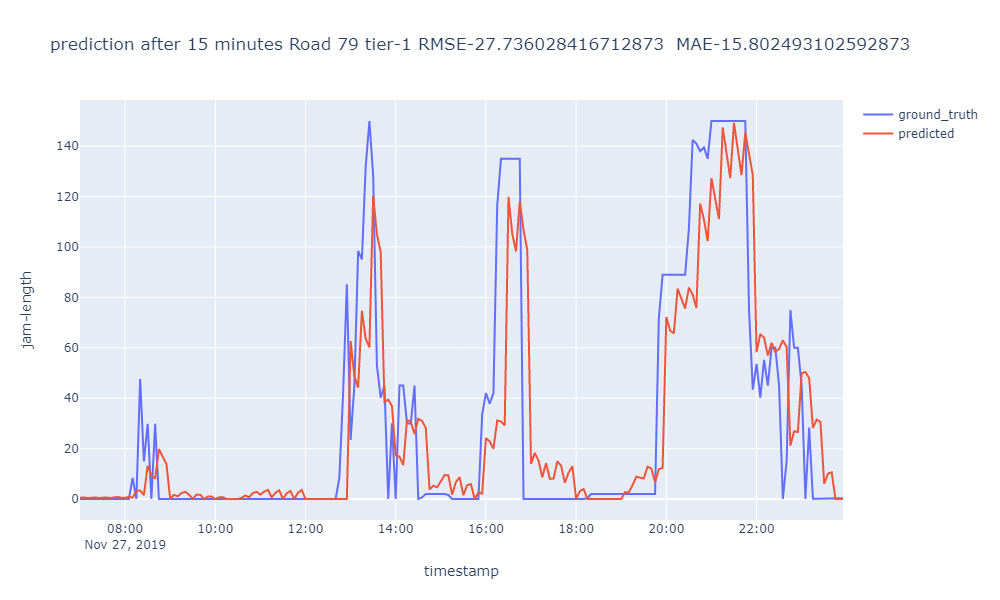 prediction after 15 minutes Road 79 tier-1 RMSE-27.736028416712873  MAE-15.802493102592873
ground_truth
predicted
140
120
100
80
60
40
20
0
jam-length
08:00 10:00 12:00 14:00 16:00 18:00 20:00 22:00
Nov 27, 2019
timestamp